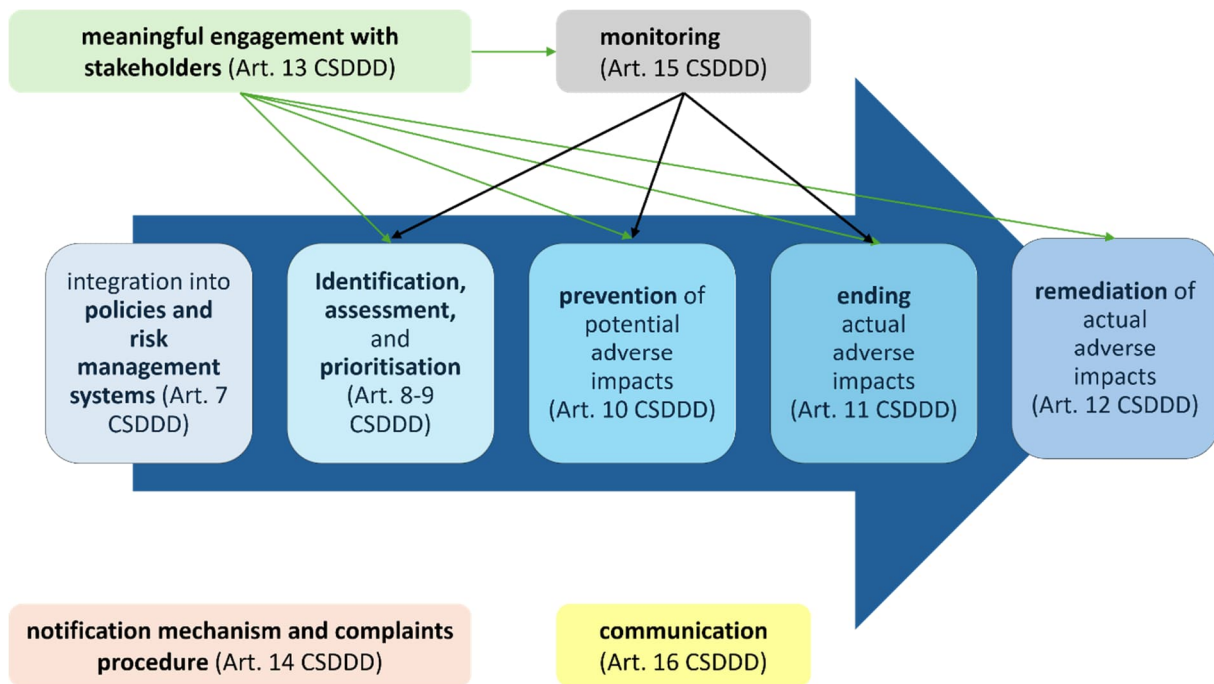 meaningful engagement with
stakeholders (Art. 13 CSDDD)
monitoring
(Art. 15 CSDDD)
integration into
policies and
risk
management
systems (Art. 7
CSDDD)
Identification,
assessment,
and
prioritisation
(Art. 8-9
CSDDD)
prevention of
potential
adverse
impacts
(Art. 10 CSDDD)
ending
actual
adverse
impacts
(Art. 11 CSDDD)
remediation of
actual
adverse
impacts
(Art. 12 CSDDD)
notification mechanism and complaints
procedure (Art. 14 CSDDD)
communication
(Art. 16 CSDDD)